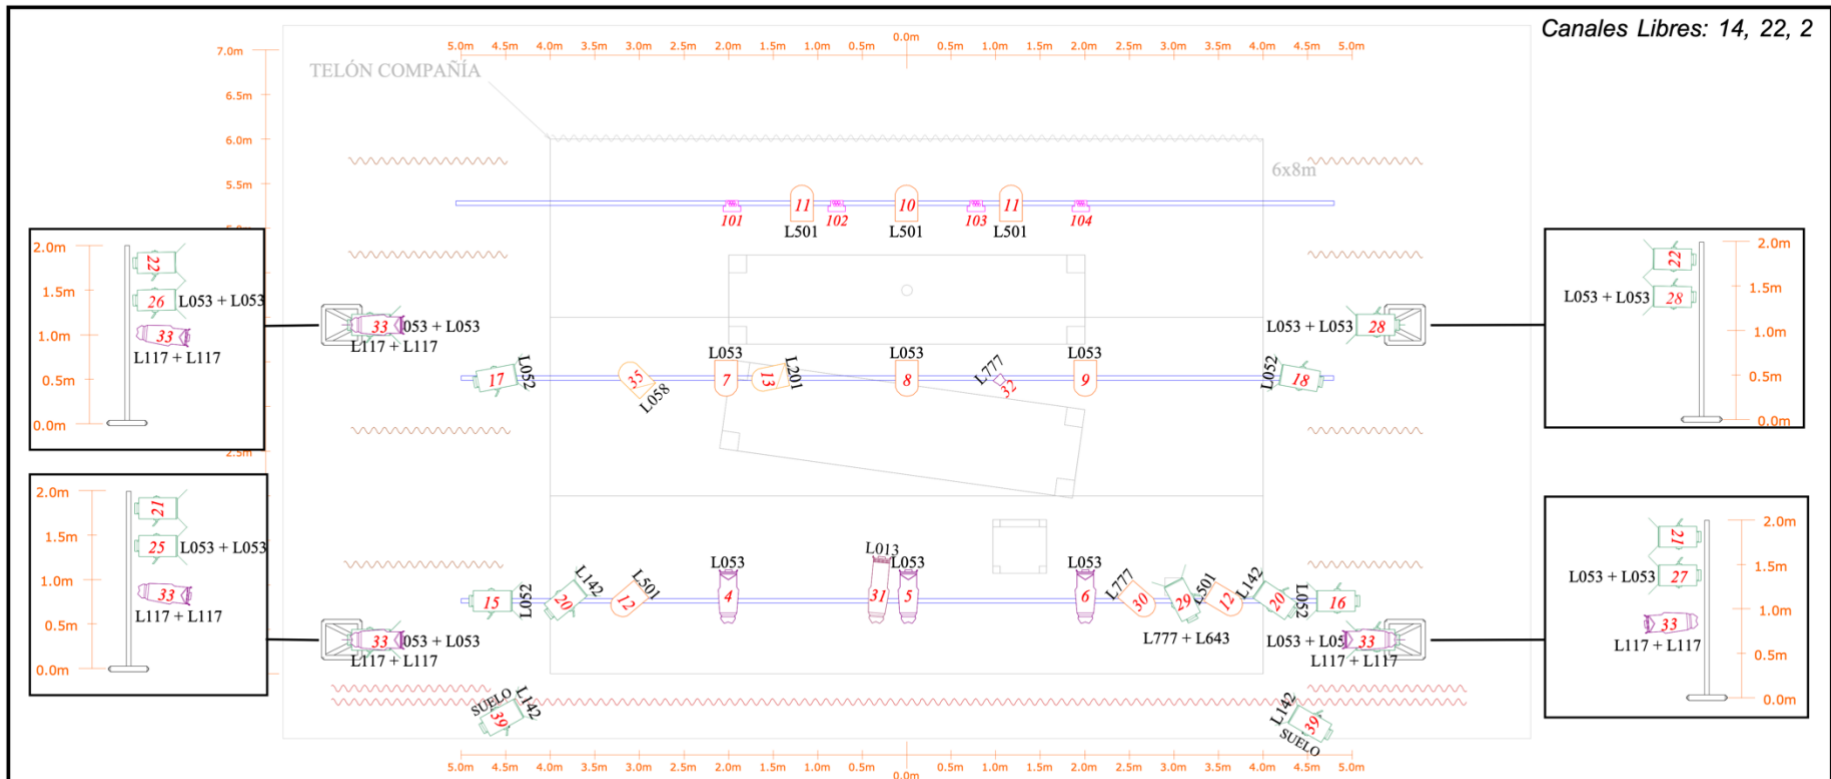 Canales Libres: 14, 22, 2
0.0m
5.0m 4.5m 4.0m 3.5m 3.0m 2.5m 2.0m 1.5m 1.0m 0.5m 0.5m 1.0m 1.5m 2.0m 2.5m 3.0m 3.5m 4.0m 4.5m 5.0m
7.0m
TELÓN COMPAÑÍA
6.5m
6.0m
6x8m
5.5m
11 10 11
101 102 103 104
L501 L501 L501
2.0m
22
1.5m
26 L053 + L053
1.0m
33
L117 + L117
0.5m
0.0m
33 053 + L053
L117 + L117
L053 + L053 28
22 2.0m
L053 + L053 28 1.5m
1.0m
0.5m
0.0m
L053 L053 L053
17 L052 35 L058 7 13 L201 8 L777 32 9 L052 18
2.5m
2.0m
21
1.5m
25 L053 + L053
1.0m
33
L117 + L117
0.5m
0.0m
L053 L013 L053 L053
15 L052 20 L142 12 L501 4 31 5 6 L777 30 29 L501 12 L142 20 L052 16
L777 + L643
33 053 + L053
L117 + L117
L053 + L05 33
L117 + L117
21 2.0m
L053 + L053 27 1.5m
1.0m
33
L117 + L117
0.5m
0.0m
SUELO L142
39
L142
39
SUELO
5.0m 4.5m 4.0m 3.5m 3.0m 2.5m 2.0m 1.5m 1.0m 0.5m 0.5m 1.0m 1.5m 2.0m 2.5m 3.0m 3.5m 4.0m 4.5m 5.0m
0.0m